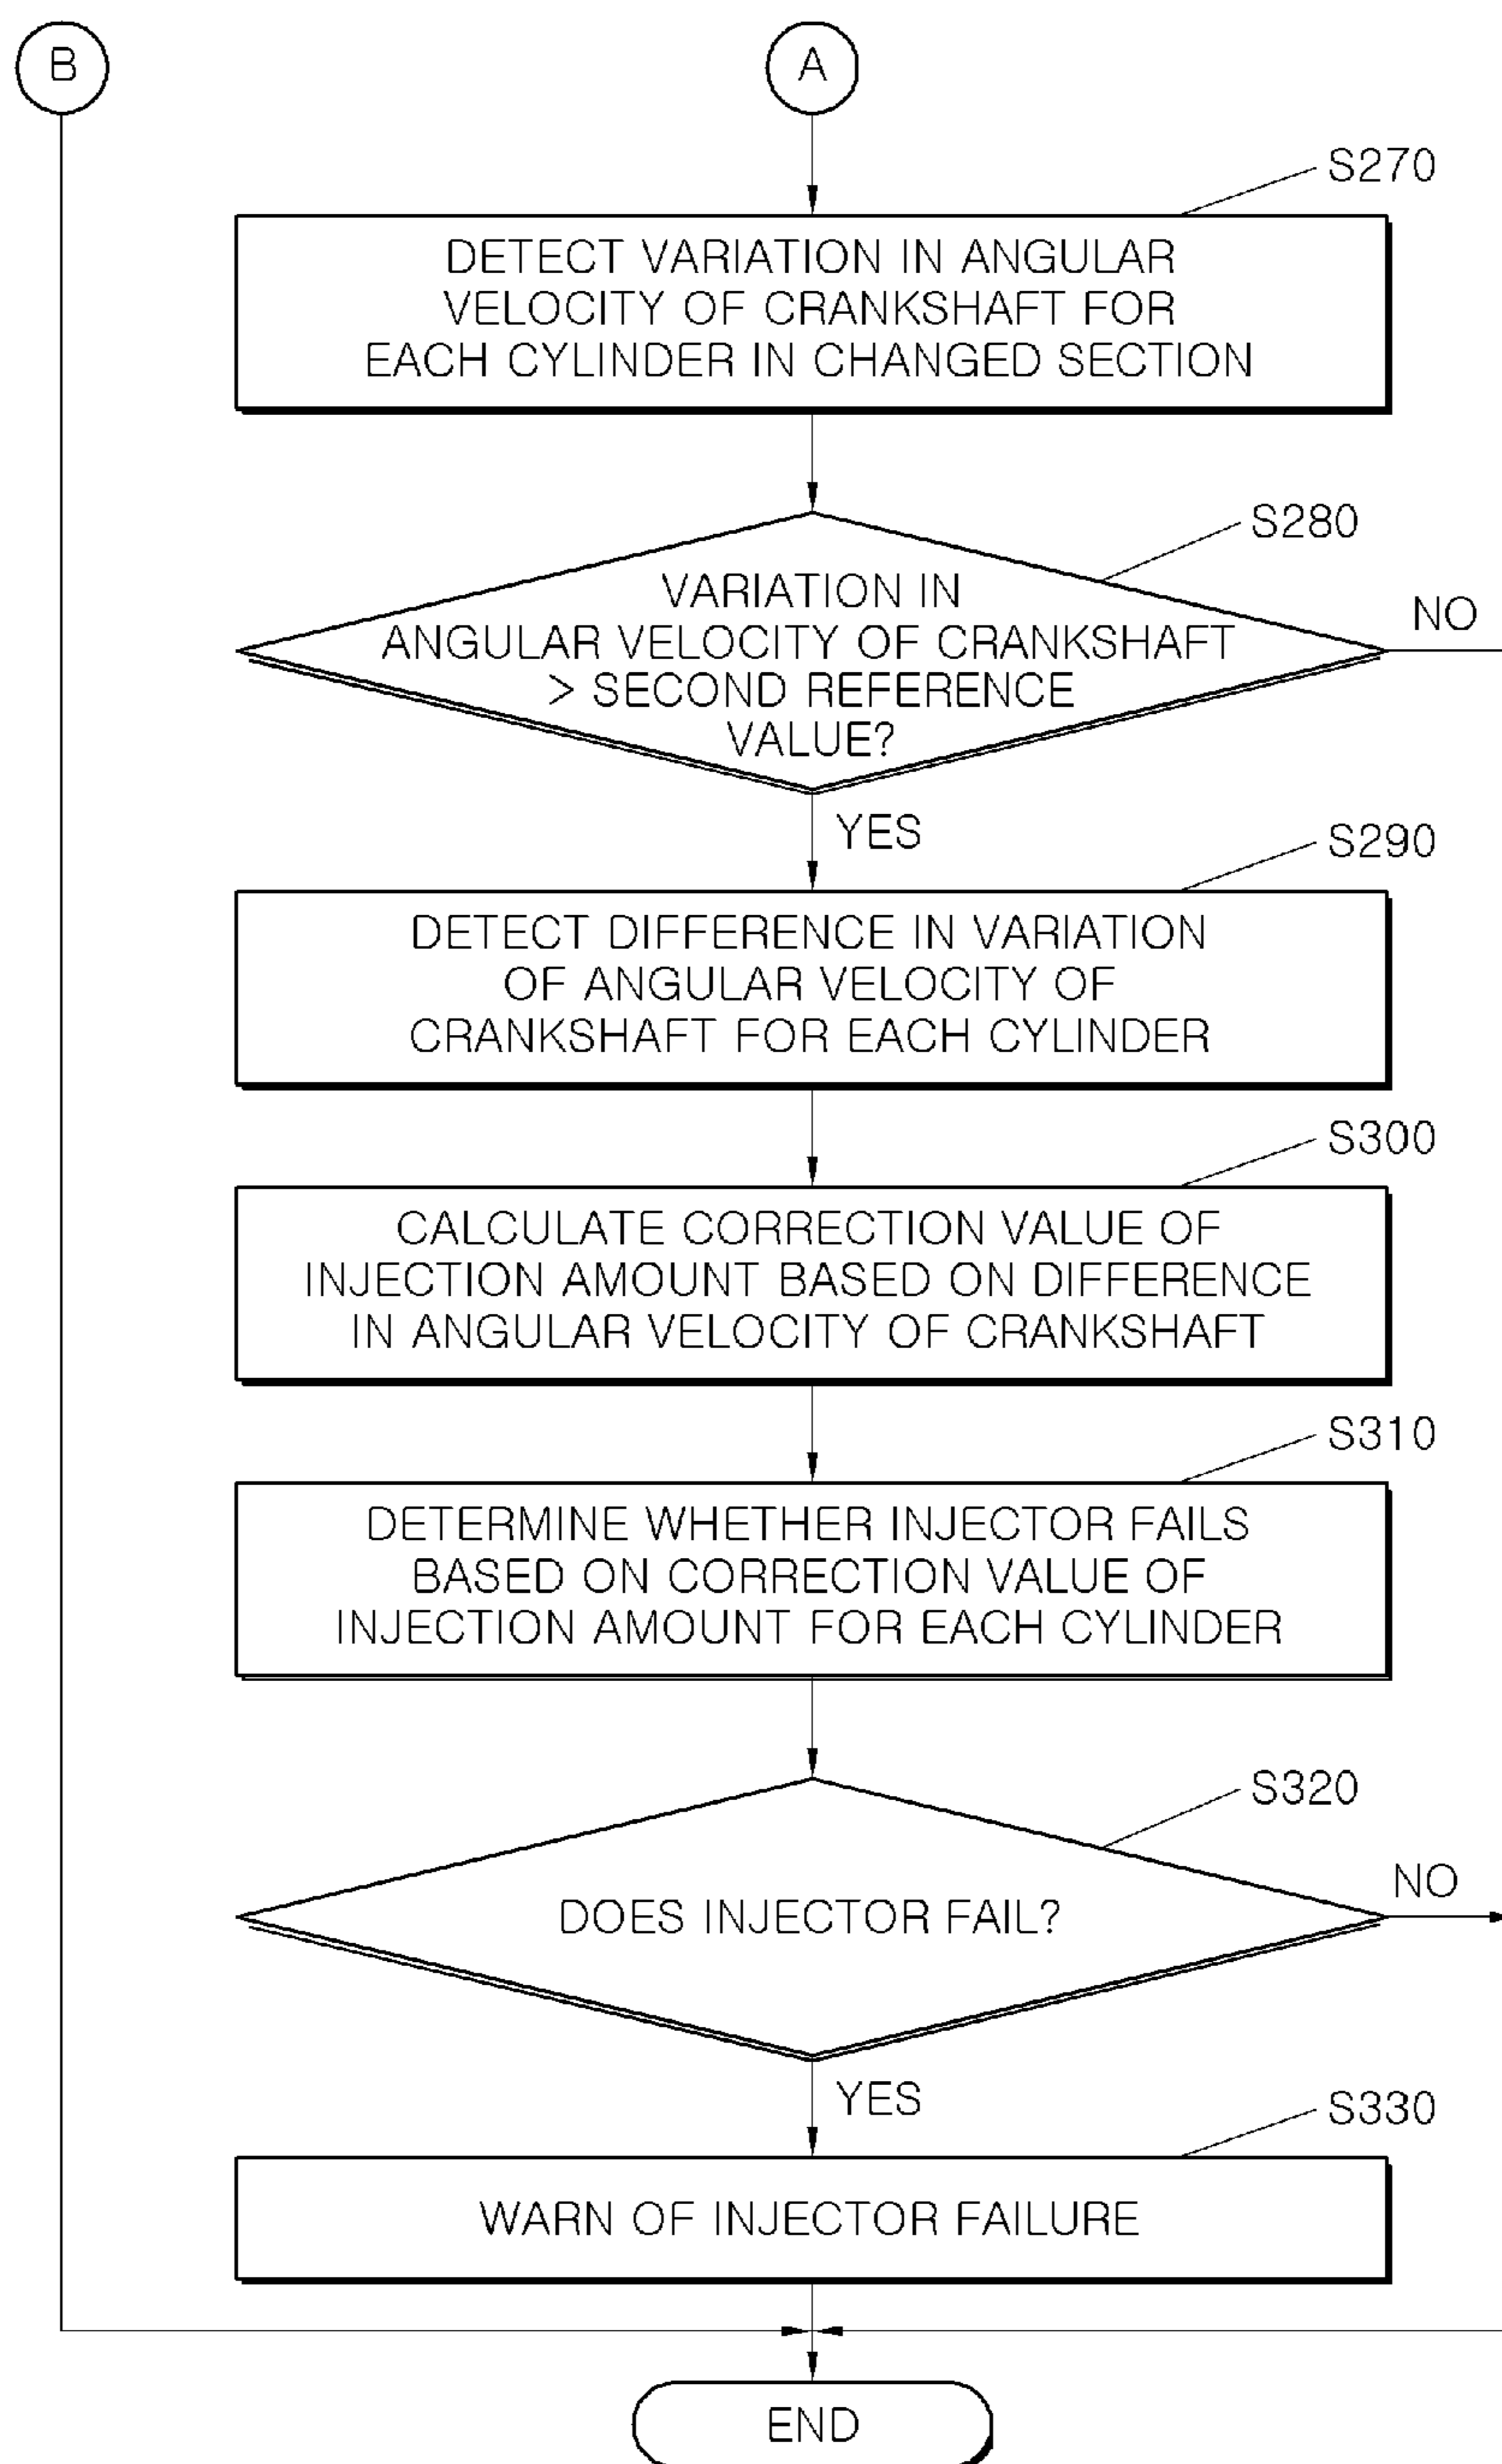 B
A
S270
DETECT VARIATION IN ANGULAR
VELOCITY OF CRANKSHAFT FOR
EACH CYLINDER IN CHANGED SECTION
S280
VARIATION IN
ANGULAR VELOCITY OF CRANKSHAFT
> SECOND REFERENCE
VALUE?
NO
YES
S290
DETECT DIFFERENCE IN VARIATION
OF ANGULAR VELOCITY OF
CRANKSHAFT FOR EACH CYLINDER
S300
CALCULATE CORRECTION VALUE OF
INJECTION AMOUNT BASED ON DIFFERENCE
IN ANGULAR VELOCITY OF CRANKSHAFT
S310
DETERMINE WHETHER INJECTOR FAILS
BASED ON CORRECTION VALUE OF
INJECTION AMOUNT FOR EACH CYLINDER
S320
DOES INJECTOR FAIL?
NO
YES
S330
WARN OF INJECTOR FAILURE
END